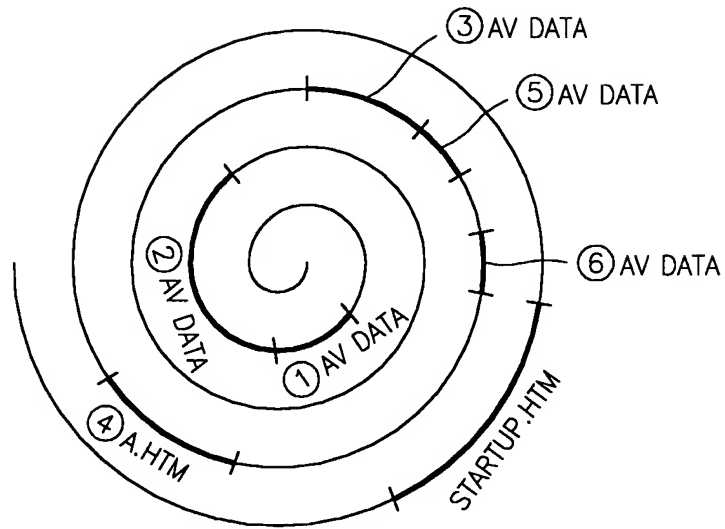 ③ AV DATA
⑤ AV DATA
② AV DATA
⑥ AV DATA
① AV DATA
④ A.HTM
STARTUP.HTM